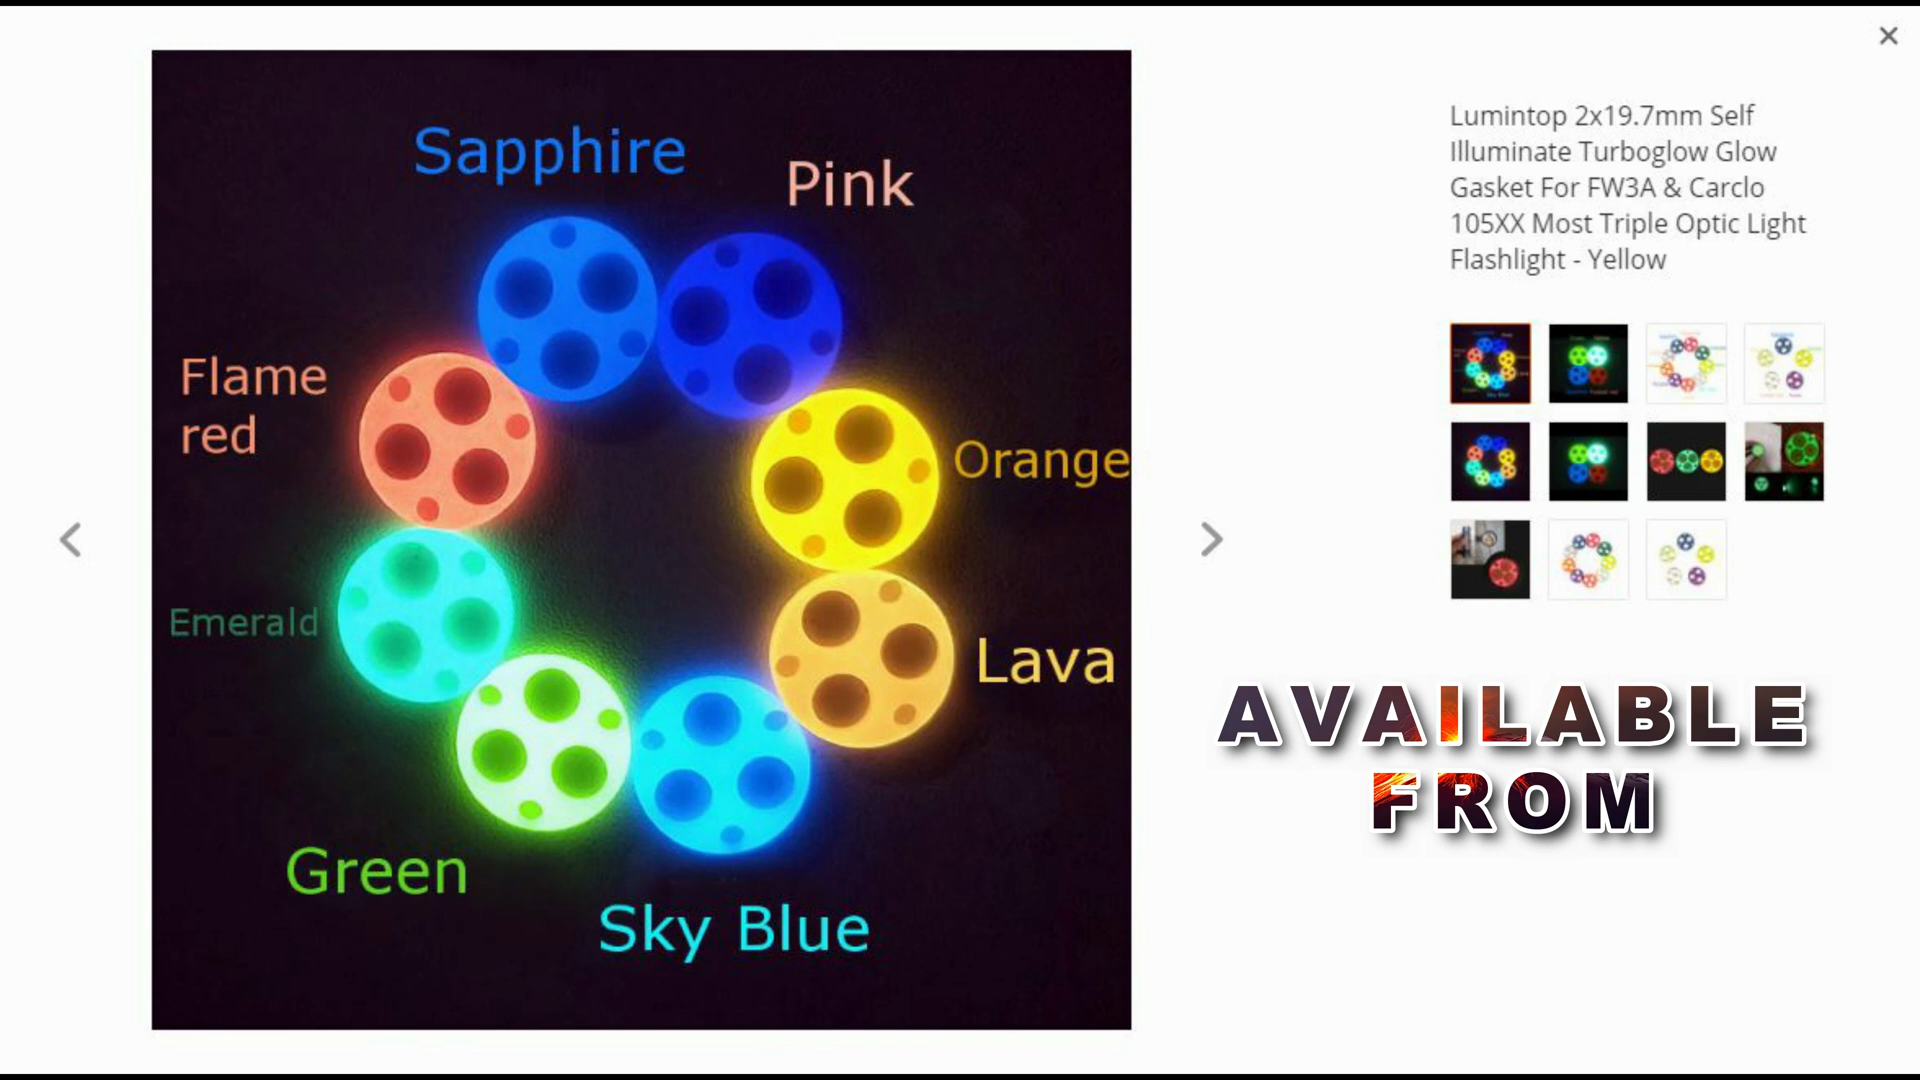 Sapphire
Pink
Flame
red
Orange
Emerald
Lava
Green
Sky Blue
Lumintop 2x19.7mm Self
Illuminate Turboglow Glow
Gasket For FW3A & Carclo
105XX Most Triple Optic Light
Flashlight - Yellow
AVAILABLE
FROM